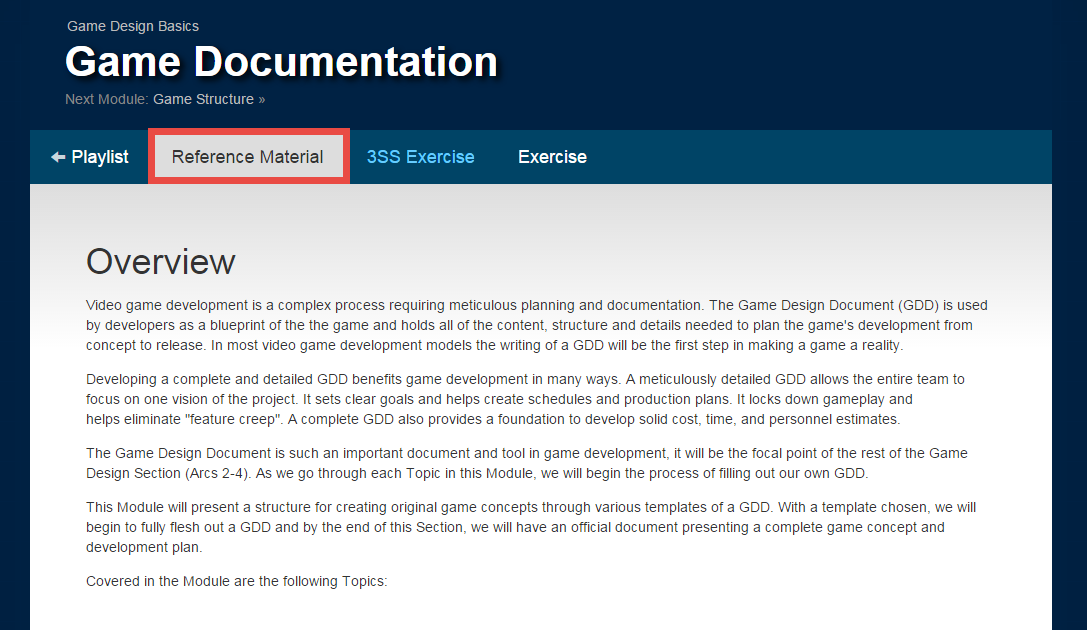 Game Design Basics
Game Documentation
Next Module: Game Structure »
Playlist Reference Material 3SS Exercise Exercise
Overview
Video game development is a complex process requiring meticulous planning and documentation. The Game Design Document (GDD) is used
by developers as a blueprint of the the game and holds all of the content, structure and details needed to plan the game's development from
concept to release. In most video game development models the writing of a GDD will be the first step in making a game a reality.
Developing a complete and detailed GDD benefits game development in many ways. A meticulously detailed GDD allows the entire team to
focus on one vision of the project. It sets clear goals and helps create schedules and production plans. It locks down gameplay and
helps eliminate "feature creep". A complete GDD also provides a foundation to develop solid cost, time, and personnel estimates.
The Game Design Document is such an important document and tool in game development, it will be the focal point of the rest of the Game
Design Section (Arcs 2-4). As we go through each Topic in this Module, we will begin the process of filling out our own GDD.
This Module will present a structure for creating original game concepts through various templates of a GDD. With a template chosen, we will
begin to fully flesh out a GDD and by the end of this Section, we will have an official document presenting a complete game concept and
development plan.
Covered in the Module are the following Topics: